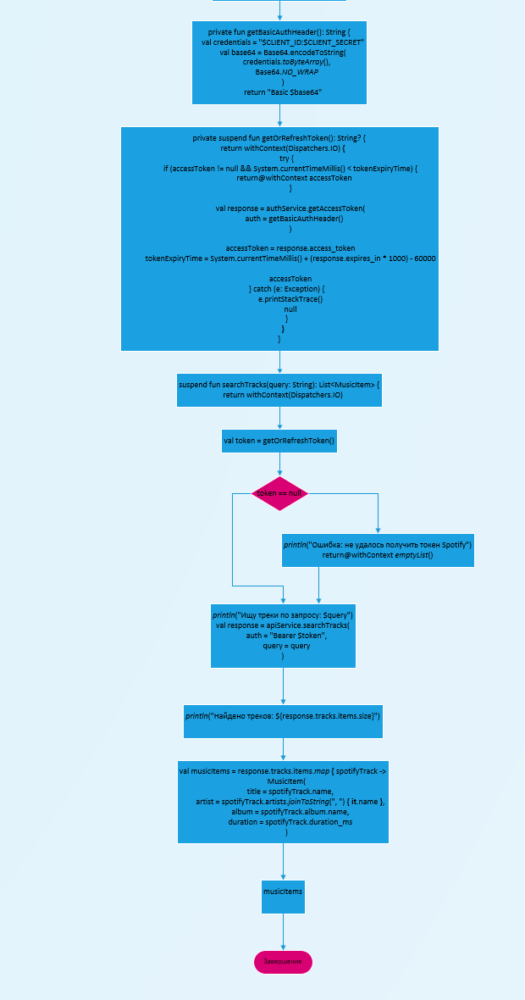 private fun getBasicAuthHeader(): String {
val credentials = "$CLIENT_ID:$CLIENT_SECRET"
val base64 = Base64.encodeToString(
credentials.toByteArray(),
Base64.NO_WRAP
)
return "Basic $base64"
private suspend fun getOrRefreshToken(): String? {
return withContext(Dispatchers.IO) {
try {
if (accessToken != null && System.currentTimeMillis() < tokenExpiryTime) {
return@withContext accessToken
}
val response = authService.getAccessToken(
auth = getBasicAuthHeader()
)
accessToken = response.access_token
tokenExpiryTime = System.currentTimeMillis() + (response.expires_in * 1000) - 60000
accessToken
} catch (e: Exception) {
e.printStackTrace()
null
}
}
}
suspend fun searchTracks(query: String): List<MusicItem> {
return withContext(Dispatchers.IO)
val token = getOrRefreshToken()
token == null
println("Ошибка: не удалось получить токен Spotify")
return@withContext emptyList()
println("Ищу треки по запросу: $query")
val response = apiService.searchTracks(
auth = "Bearer $token",
query = query
)
println("Найдено треков: ${response.tracks.items.size}")
val musicItems = response.tracks.items.map { spotifyTrack ->
MusicItem(
title = spotifyTrack.name,
artist = spotifyTrack.artists.joinToString(", ") { it.name },
album = spotifyTrack.album.name,
duration = spotifyTrack.duration_ms
)
musicItems
Завершение